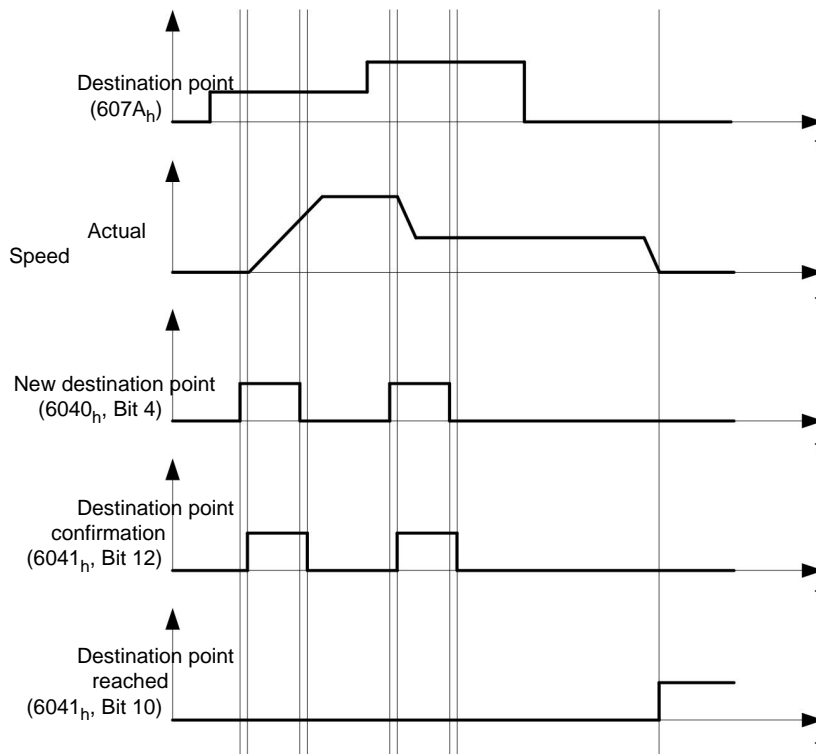 Destination point
(607Ah)
Actual
Speed
New destination point
(6040h, Bit 4)
Destination point
confirmation
(6041h, Bit 12)
Destination point
reached
(6041h, Bit 10)